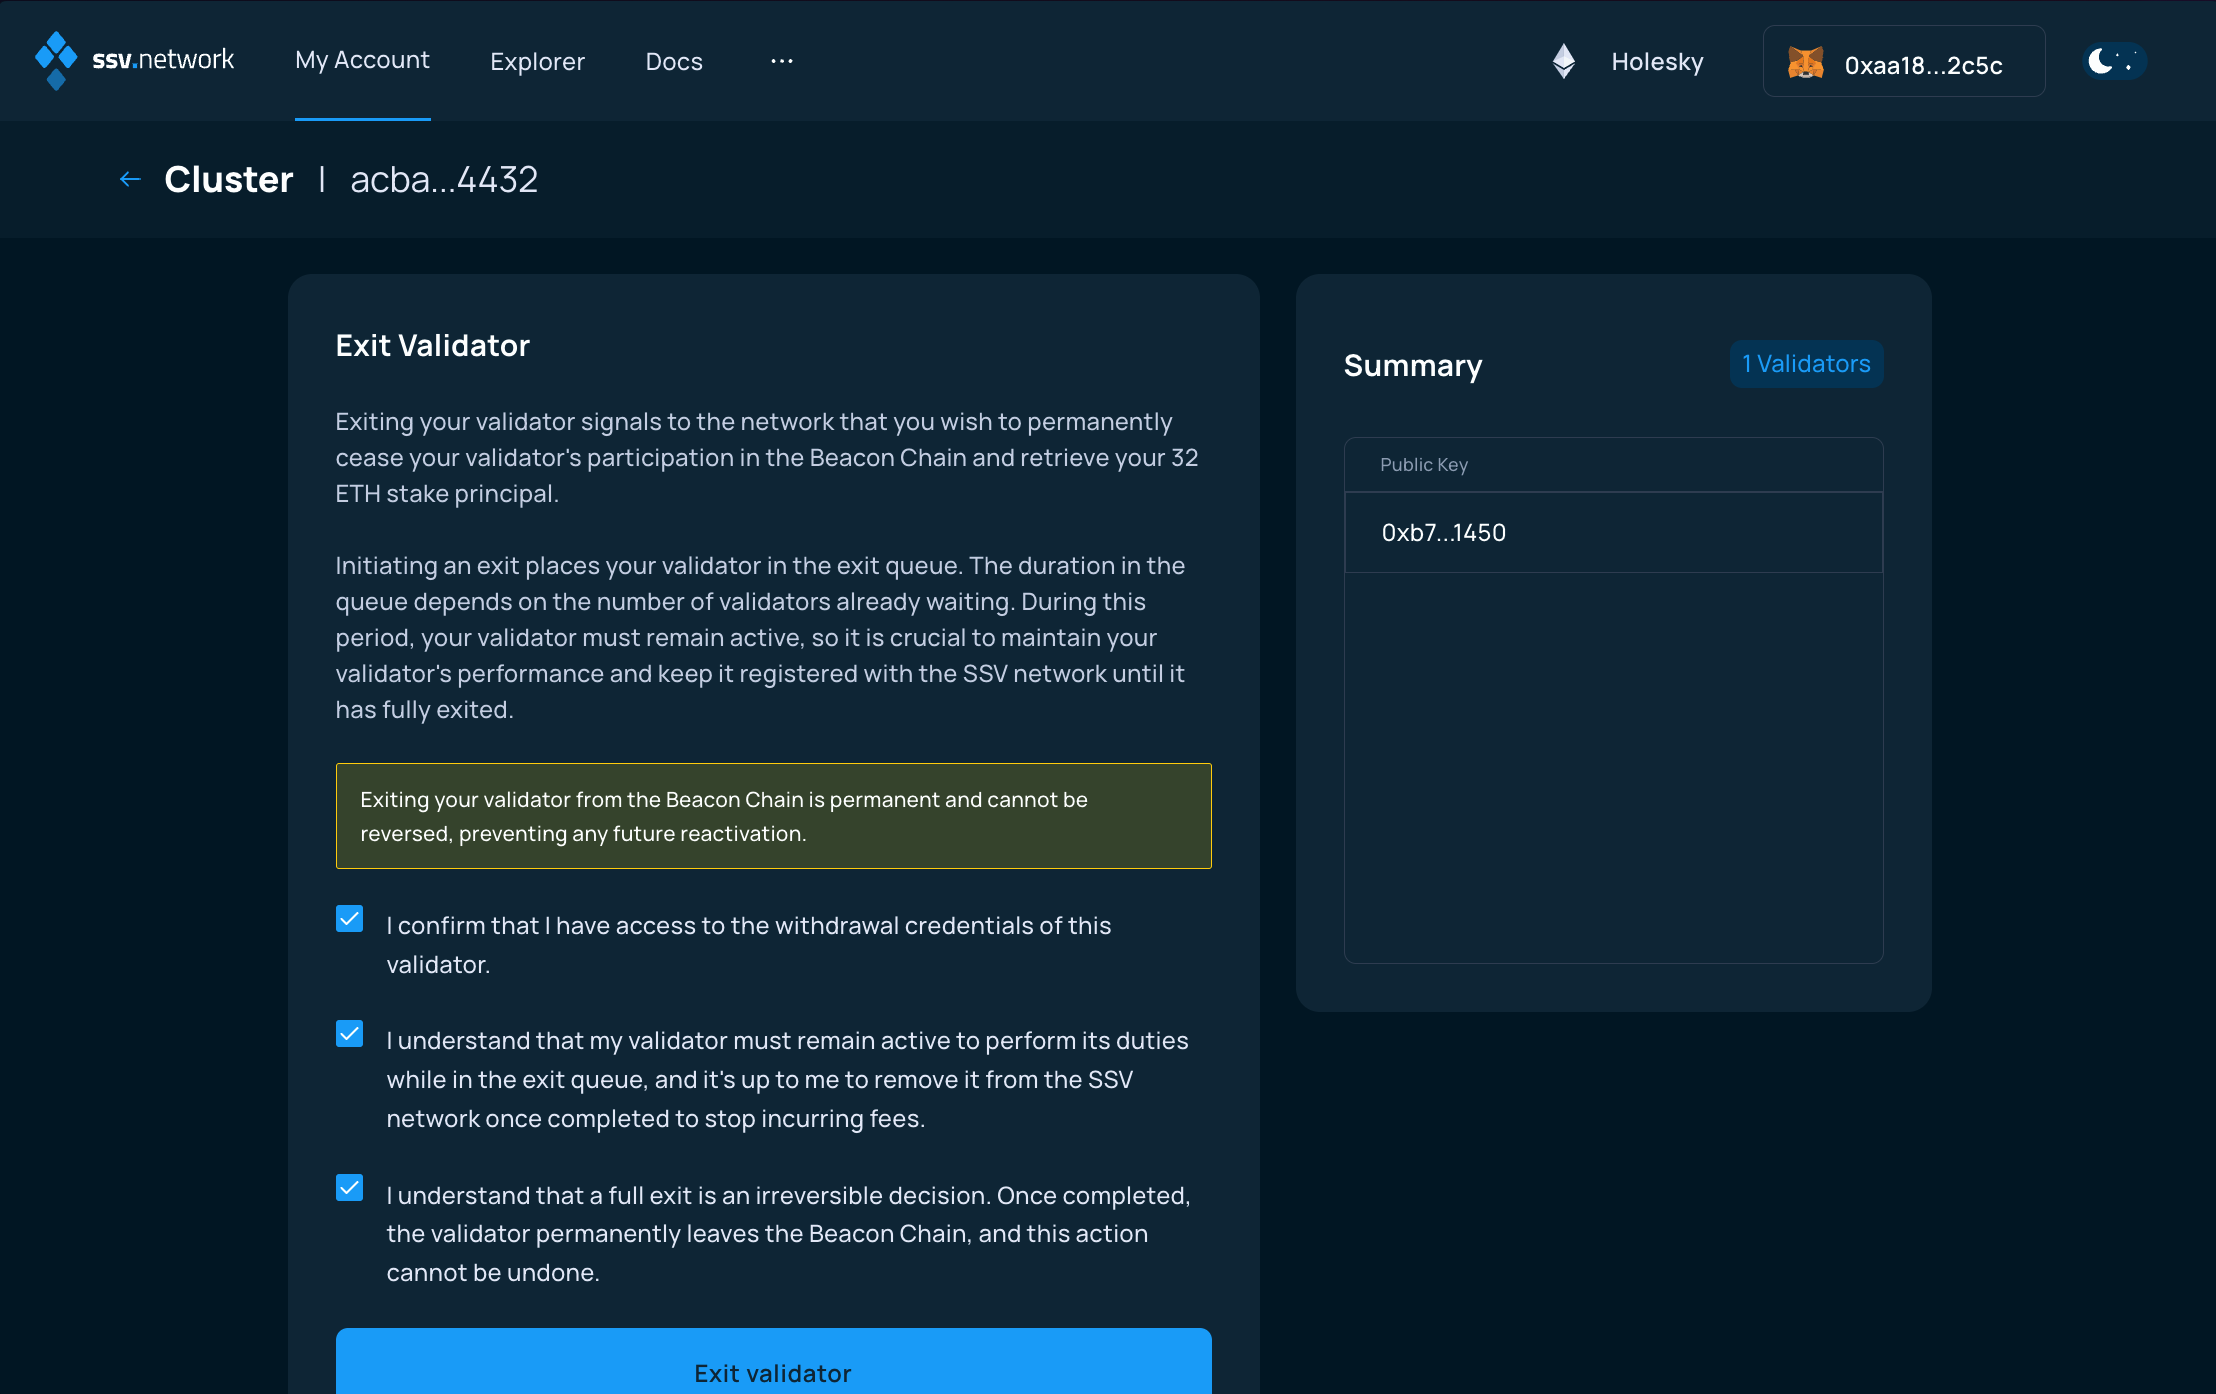 ssv.network
My Account
Explorer
Docs
···
Holesky
0xaa18...2c5c
Cluster | acba...4432
Exit Validator
Exiting your validator signals to the network that you wish to permanently
cease your validator's participation in the Beacon Chain and retrieve your 32
ETH stake principal.
Initiating an exit places your validator in the exit queue. The duration in the
queue depends on the number of validators already waiting. During this
period, your validator must remain active, so it is crucial to maintain your
validator's performance and keep it registered with the SSV network until it
has fully exited.
Exiting your validator from the Beacon Chain is permanent and cannot be
reversed, preventing any future reactivation.
I confirm that I have access to the withdrawal credentials of this
validator.
I understand that my validator must remain active to perform its duties
while in the exit queue, and it's up to me to remove it from the SSV
network once completed to stop incurring fees.
I understand that a full exit is an irreversible decision. Once completed,
the validator permanently leaves the Beacon Chain, and this action
cannot be undone.
Exit validator
Summary
1 Validators
Public Key
0xb7...1450